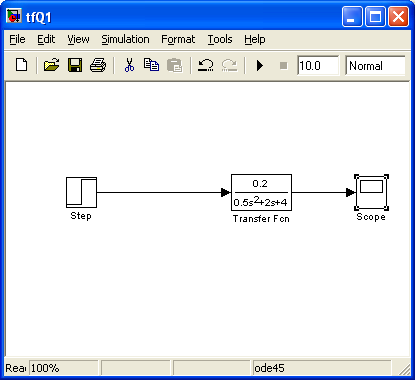 tfQ1
File Edit View Simulation Format Tools Help
10.0 Normal
0.2
0.5s²+2s+4
Step
Transfer Fcn
Scope
Rea 100% ode45